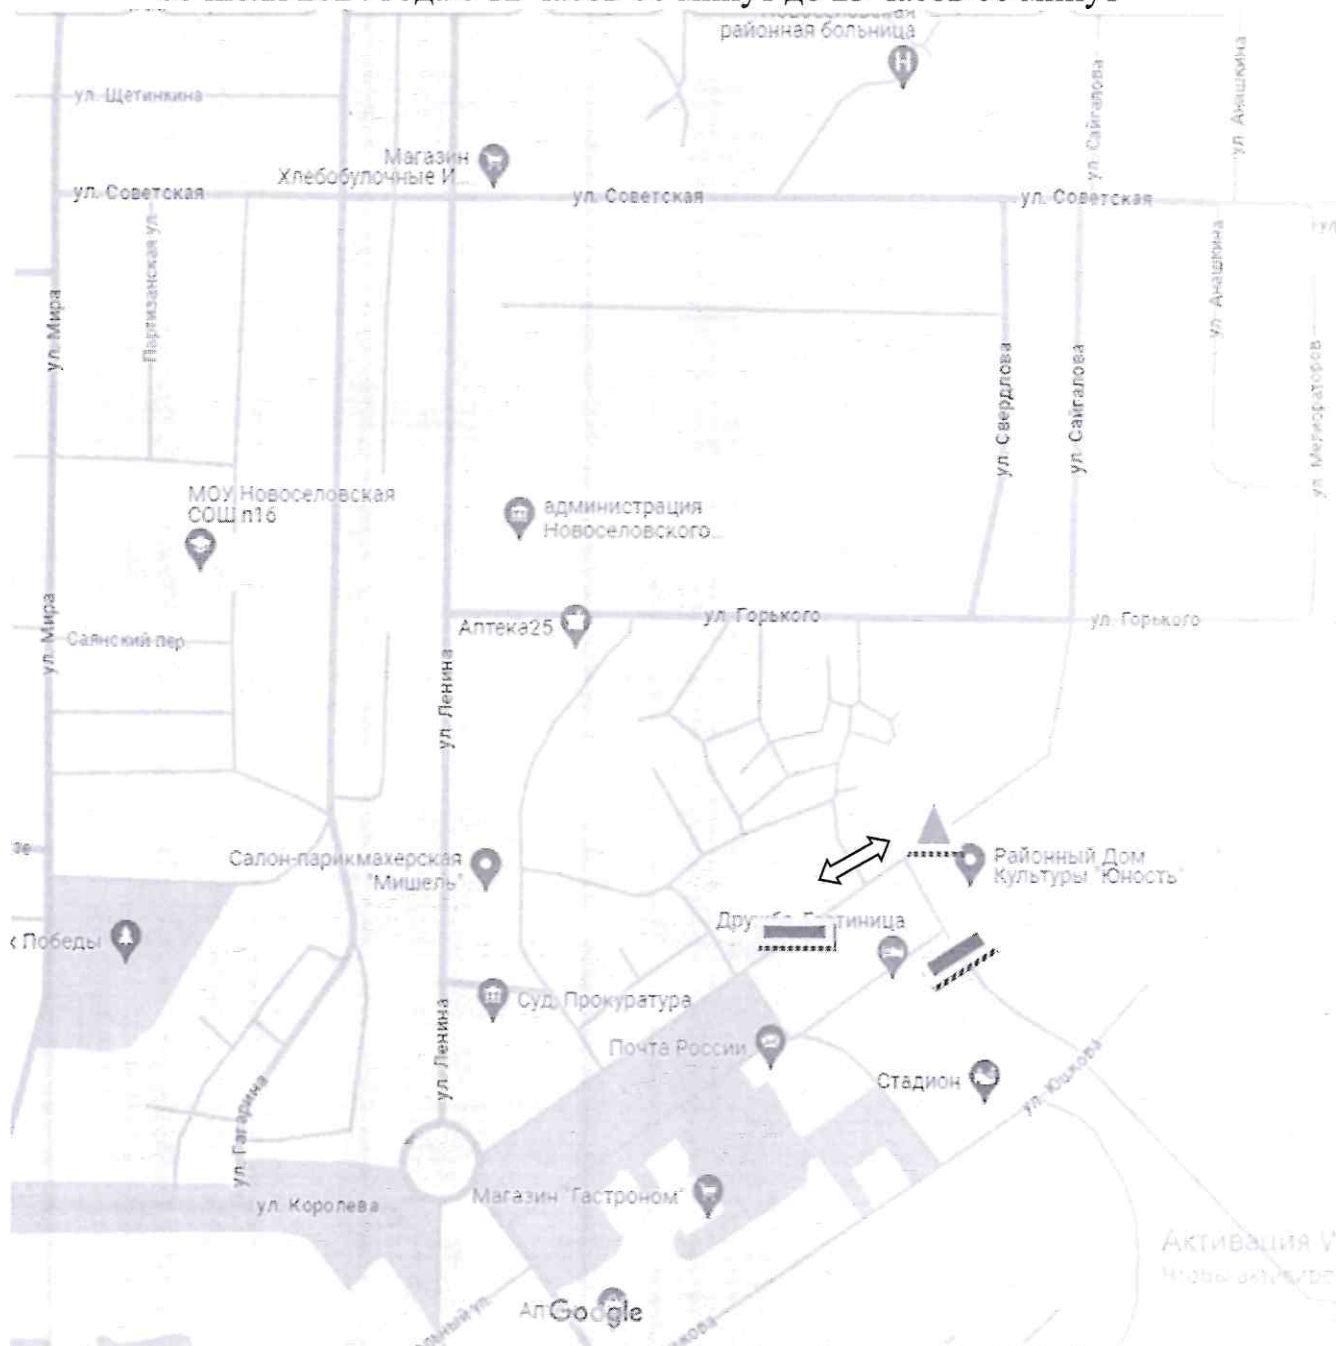 районная больница
ул. Щетинкина
ул. Сайгалова
ул. Анашкина
Магазин
Хлебобулочные И...
ул. Советская
ул. Советская
ул. Советская
Партизанская ул.
ул. Мира
ул. Анашкина
ул. Свердлова
ул. Сайгалова
ул. Мелиораторов
МОУ Новоселовская
СОШ п16
администрация
Новоселовского...
ул. Мира
Саянский пер.
Аптека25
ул. Горького
ул. Горького
ул. Ленина
Салон-парикмахерская
"Мишель"
Районный Дом
Культуры "Юность"
Победы
Суд, Прокуратура
Почта России
Стадион
ул. Ленина
ул. Юшкова
ул. Гагарина
ул. Королева
Магазин "Гастроном"
Активация
Google